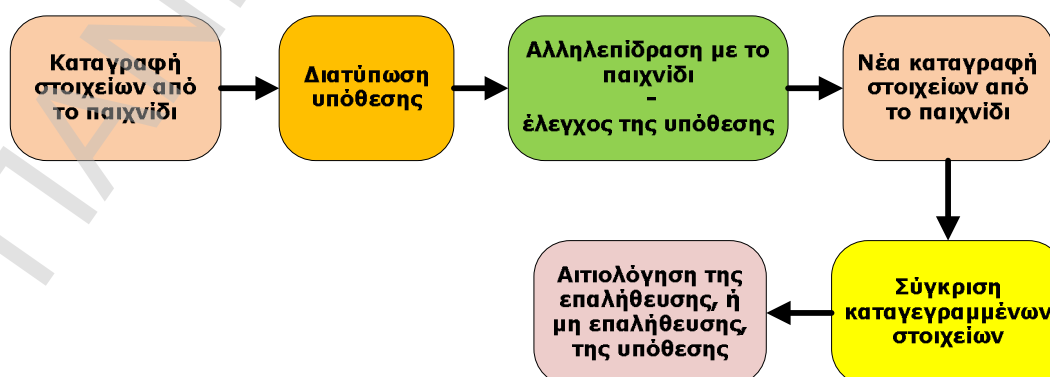 Καταγραφή
στοιχείων από
το παιχνίδι
Διατύπωση
υπόθεσης
Αλληλεπίδραση με το
παιχνίδι
–
έλεγχος της υπόθεσης
Νέα καταγραφή
στοιχείων από
το παιχνίδι
Σύγκριση
καταγεγραμμένων
στοιχείων
Αιτιολόγηση της
επαλήθευσης, ή
μη επαλήθευσης,
της υπόθεσης